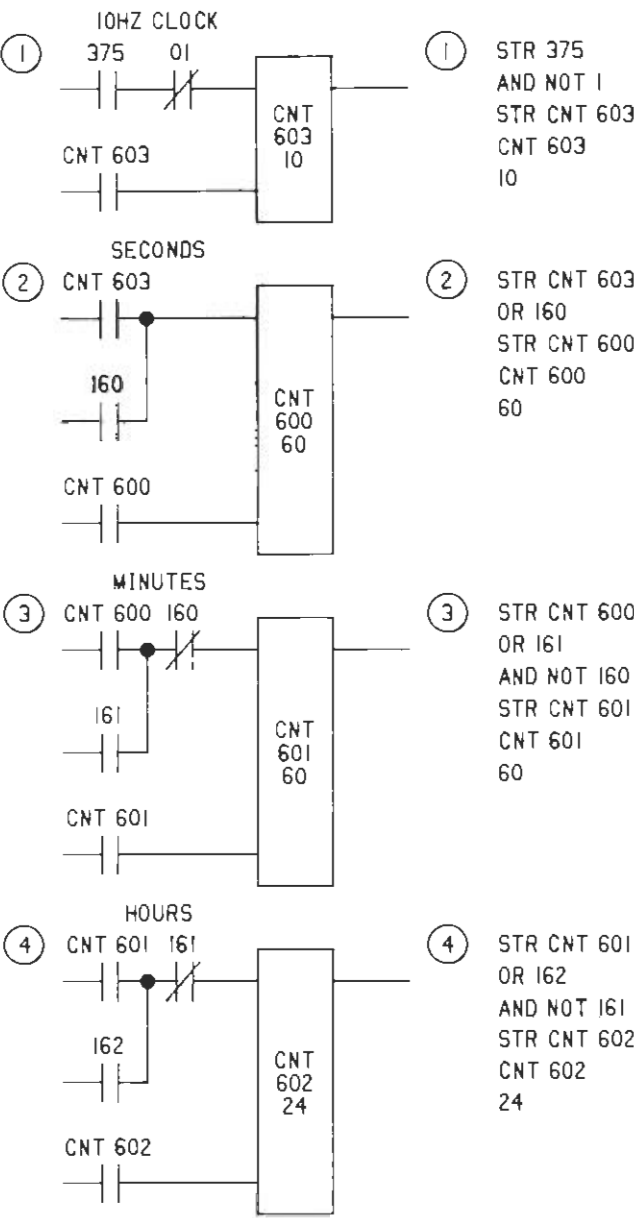 10HZ CLOCK
1
375 01
CNT
603
10
CNT 603
1
STR 375
AND NOT 1
STR CNT 603
CNT 603
10
SECONDS
2
CNT 603
160
CNT
600
60
CNT 600
2
STR CNT 603
OR 160
STR CNT 600
CNT 600
60
MINUTES
3
CNT 600 160
161
CNT
601
60
CNT 601
3
STR CNT 600
OR 161
AND NOT 160
STR CNT 601
CNT 601
60
HOURS
4
CNT 601 161
162
CNT
602
24
CNT 602
4
STR CNT 601
OR 162
AND NOT 161
STR CNT 602
CNT 602
24